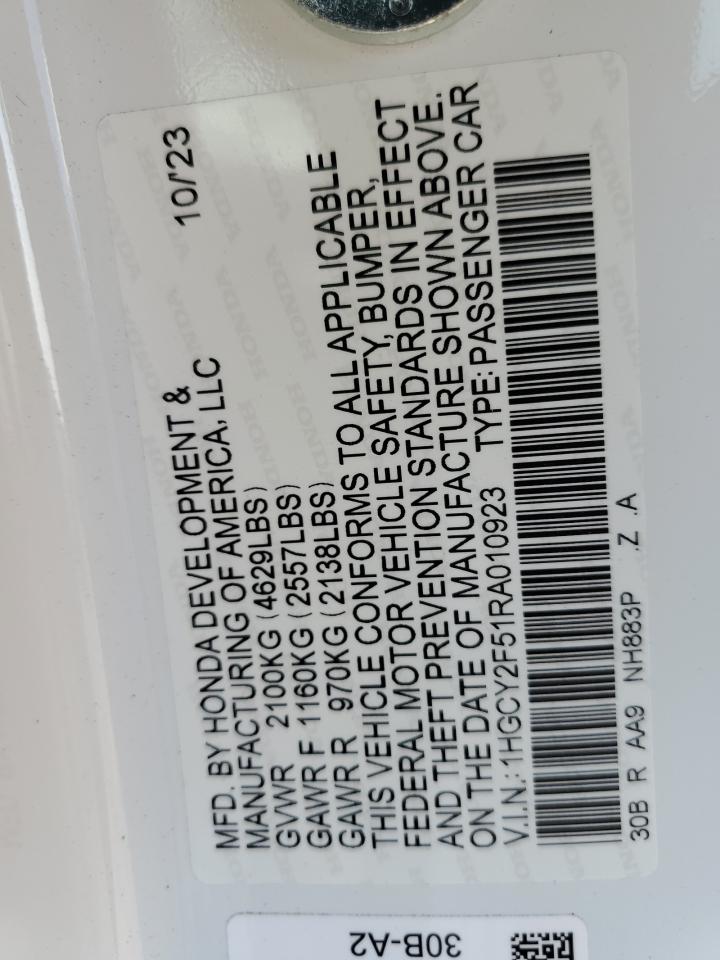 MFD. BY HONDA DEVELOPMENT & 10/'23
MANUFACTURING OF AMERICA, LLC
GVWR 2100KG (4629LBS)
GAWR F 1160KG (2557LBS)
GAWR R 970KG (2138LBS)
THIS VEHICLE CONFORMS TO ALL APPLICABLE
FEDERAL MOTOR VEHICLE SAFETY, BUMPER,
AND THEFT PREVENTION STANDARDS IN EFFECT
ON THE DATE OF MANUFACTURE SHOWN ABOVE.
V.I.N.:1HGCY2F51RA010923 TYPE:PASSENGER CAR
30B R AA9 NH883P .Z .A
30B-A2